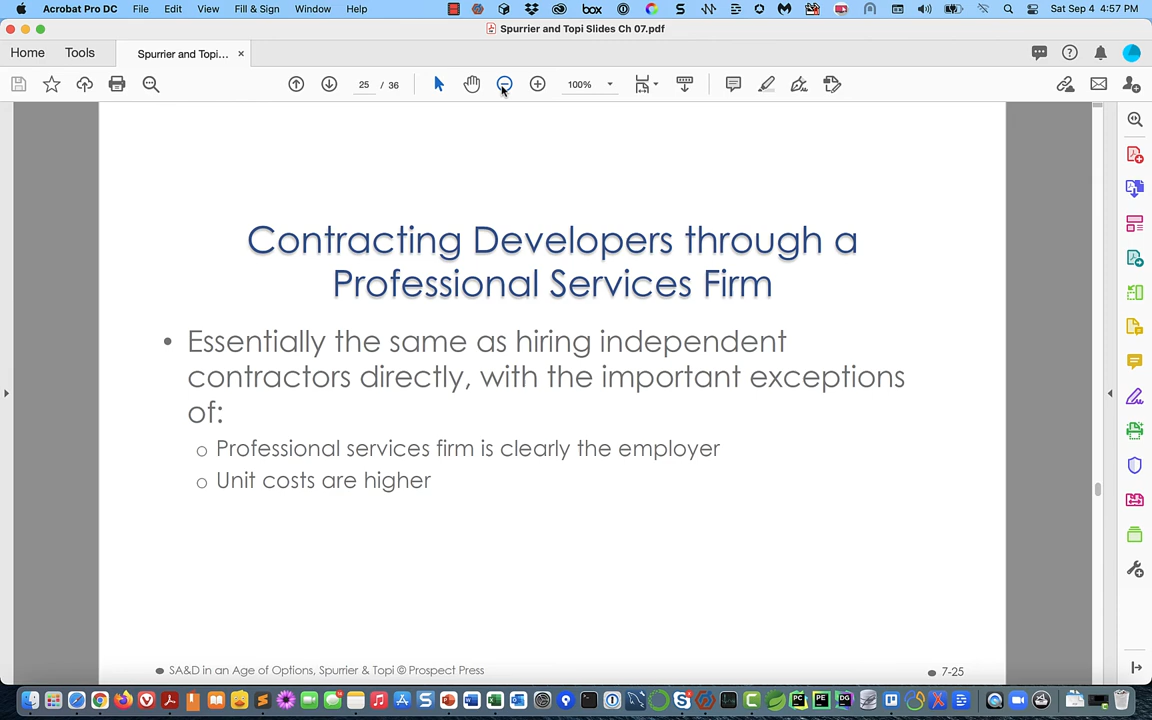 Acrobat Pro DC File Edit View Fill & Sign Window Help box Sat Sep 4 4:57 PM
Spurrier and Topi Slides Ch 07.pdf
Home Tools Spurrier and Topi... ×
25 / 36 100%
Contracting Developers through a
Professional Services Firm
• Essentially the same as hiring independent
contractors directly, with the important exceptions
of:
o Professional services firm is clearly the employer
o Unit costs are higher
SA&D in an Age of Options, Spurrier & Topi © Prospect Press
7-25